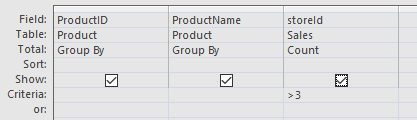 Field: ProductID ProductName storeId
Table: Product Product Sales
Total: Group By Group By Count
Sort:
Show:
Criteria: >3
or: